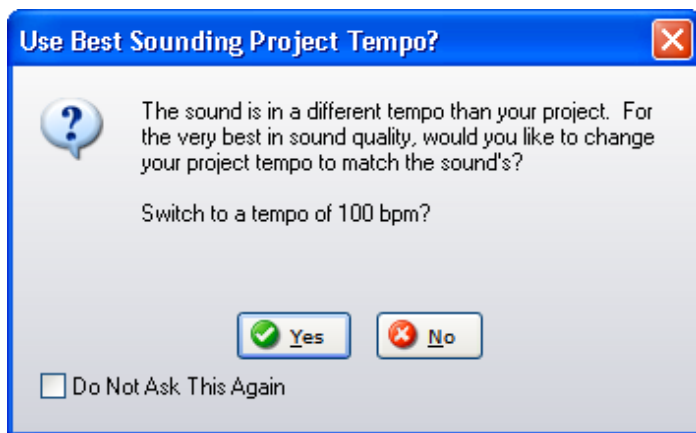 Use Best Sounding Project Tempo?
The sound is in a different tempo than your project.  For
the very best in sound quality, would you like to change
your project tempo to match the sound's?
Switch to a tempo of 100 bpm?
Yes
No
Do Not Ask This Again